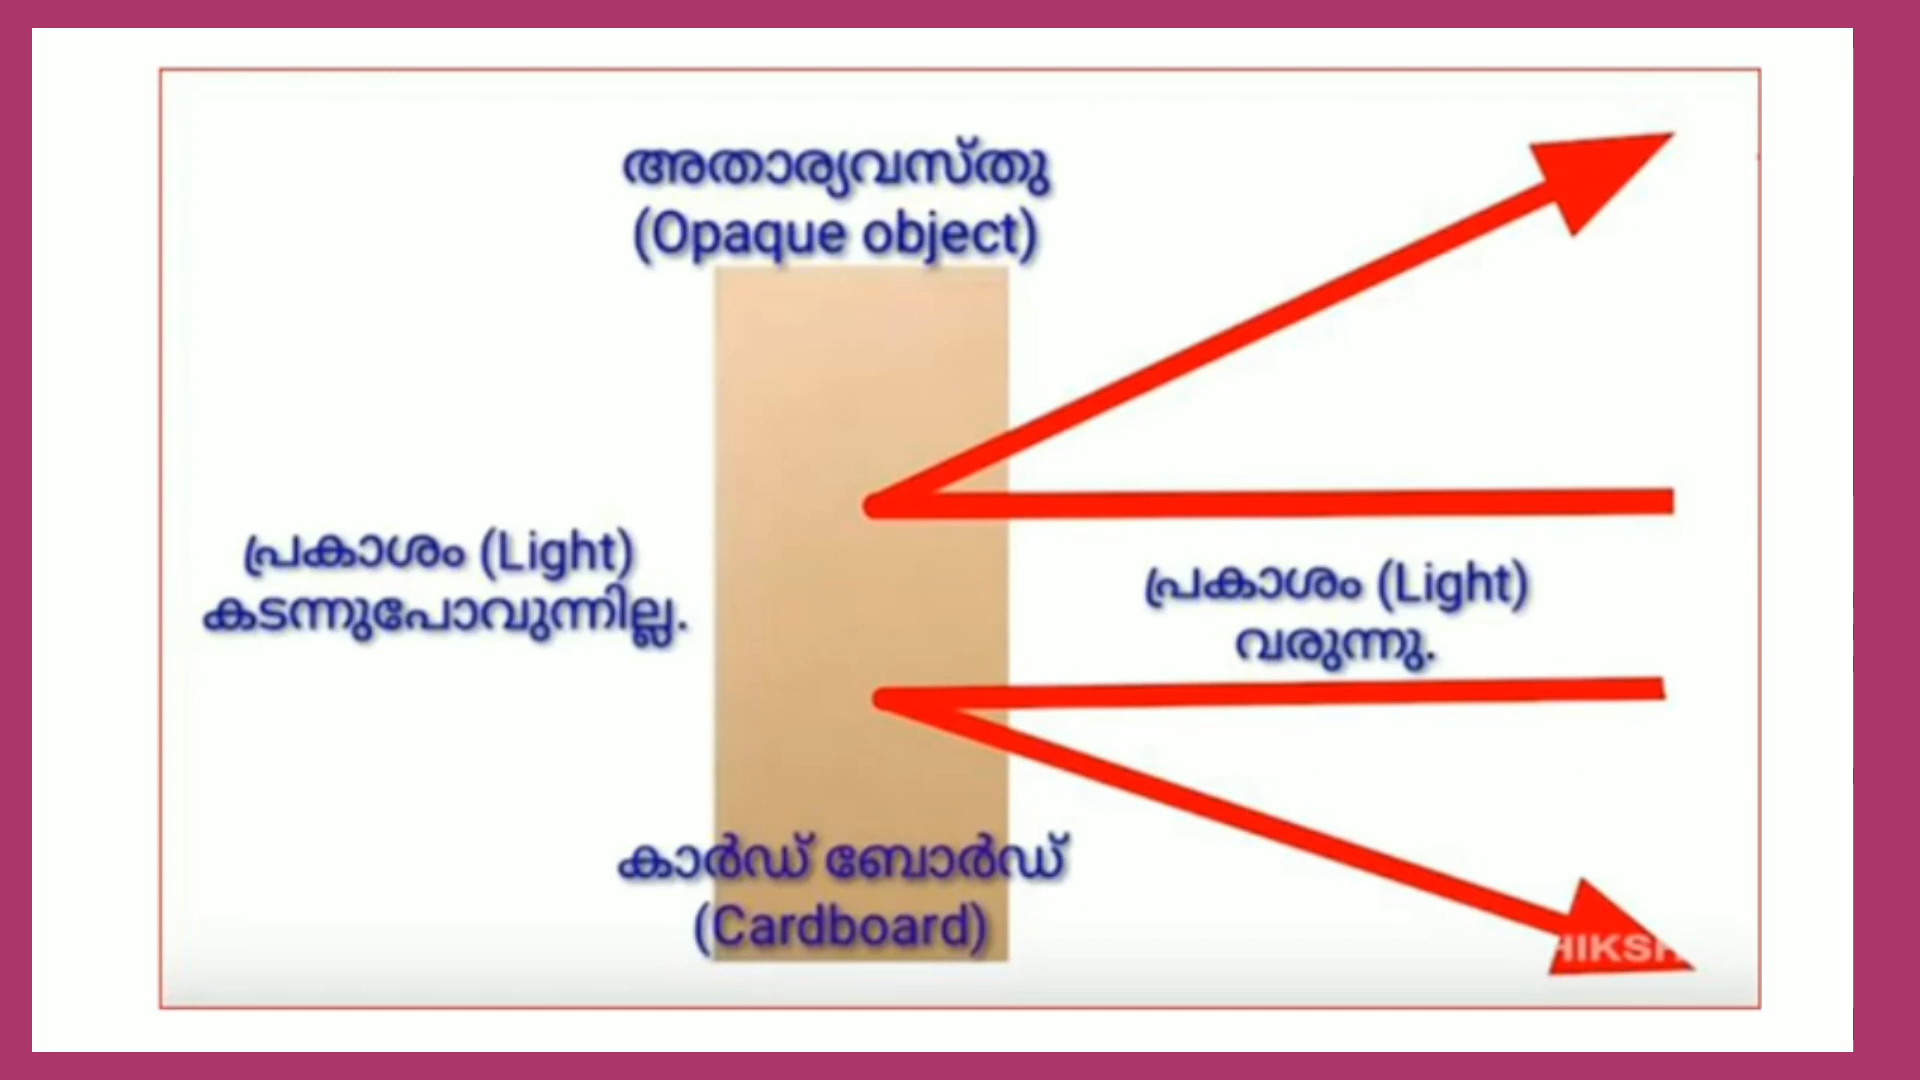 അതാര്യവസ്തു
(Opaque object)
പ്രകാശം (Light)
കടന്നുപോവുന്നില്ല.
പ്രകാശം (Light)
വരുന്നു.
കാർഡ് ബോർഡ്
(Cardboard)